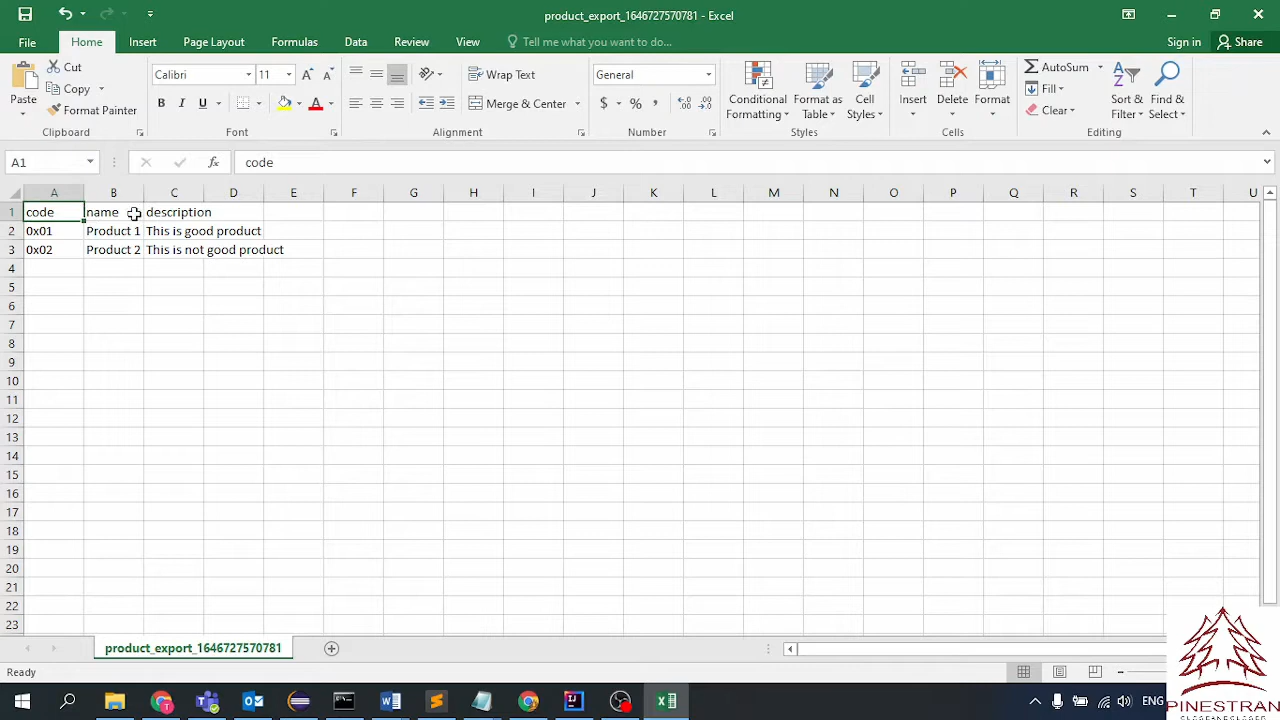 product_export_1646727570781 - Excel
File Home Insert Page Layout Formulas Data Review View Tell me what you want to do... Sign in Share
Paste Cut Calibri 11 Wrap Text General Conditional Formatting Format as Table Cell Styles Insert Delete Format AutoSum Sort & Filter Find & Select
Copy Fill
Format Painter B I U A Merge & Center $ % Clear
Clipboard Font Alignment Number Styles Cells Editing
A1 fx code
A B C D E F G H I J K L M N O P Q R S T U
1 code name description
2 0x01 Product 1 This is good product
3 0x02 Product 2 This is not good product
4
5
6
7
8
9
10
11
12
13
14
15
16
17
18
19
20
21
22
23
product_export_1646727570781
Ready
ENG
PINESTRAN